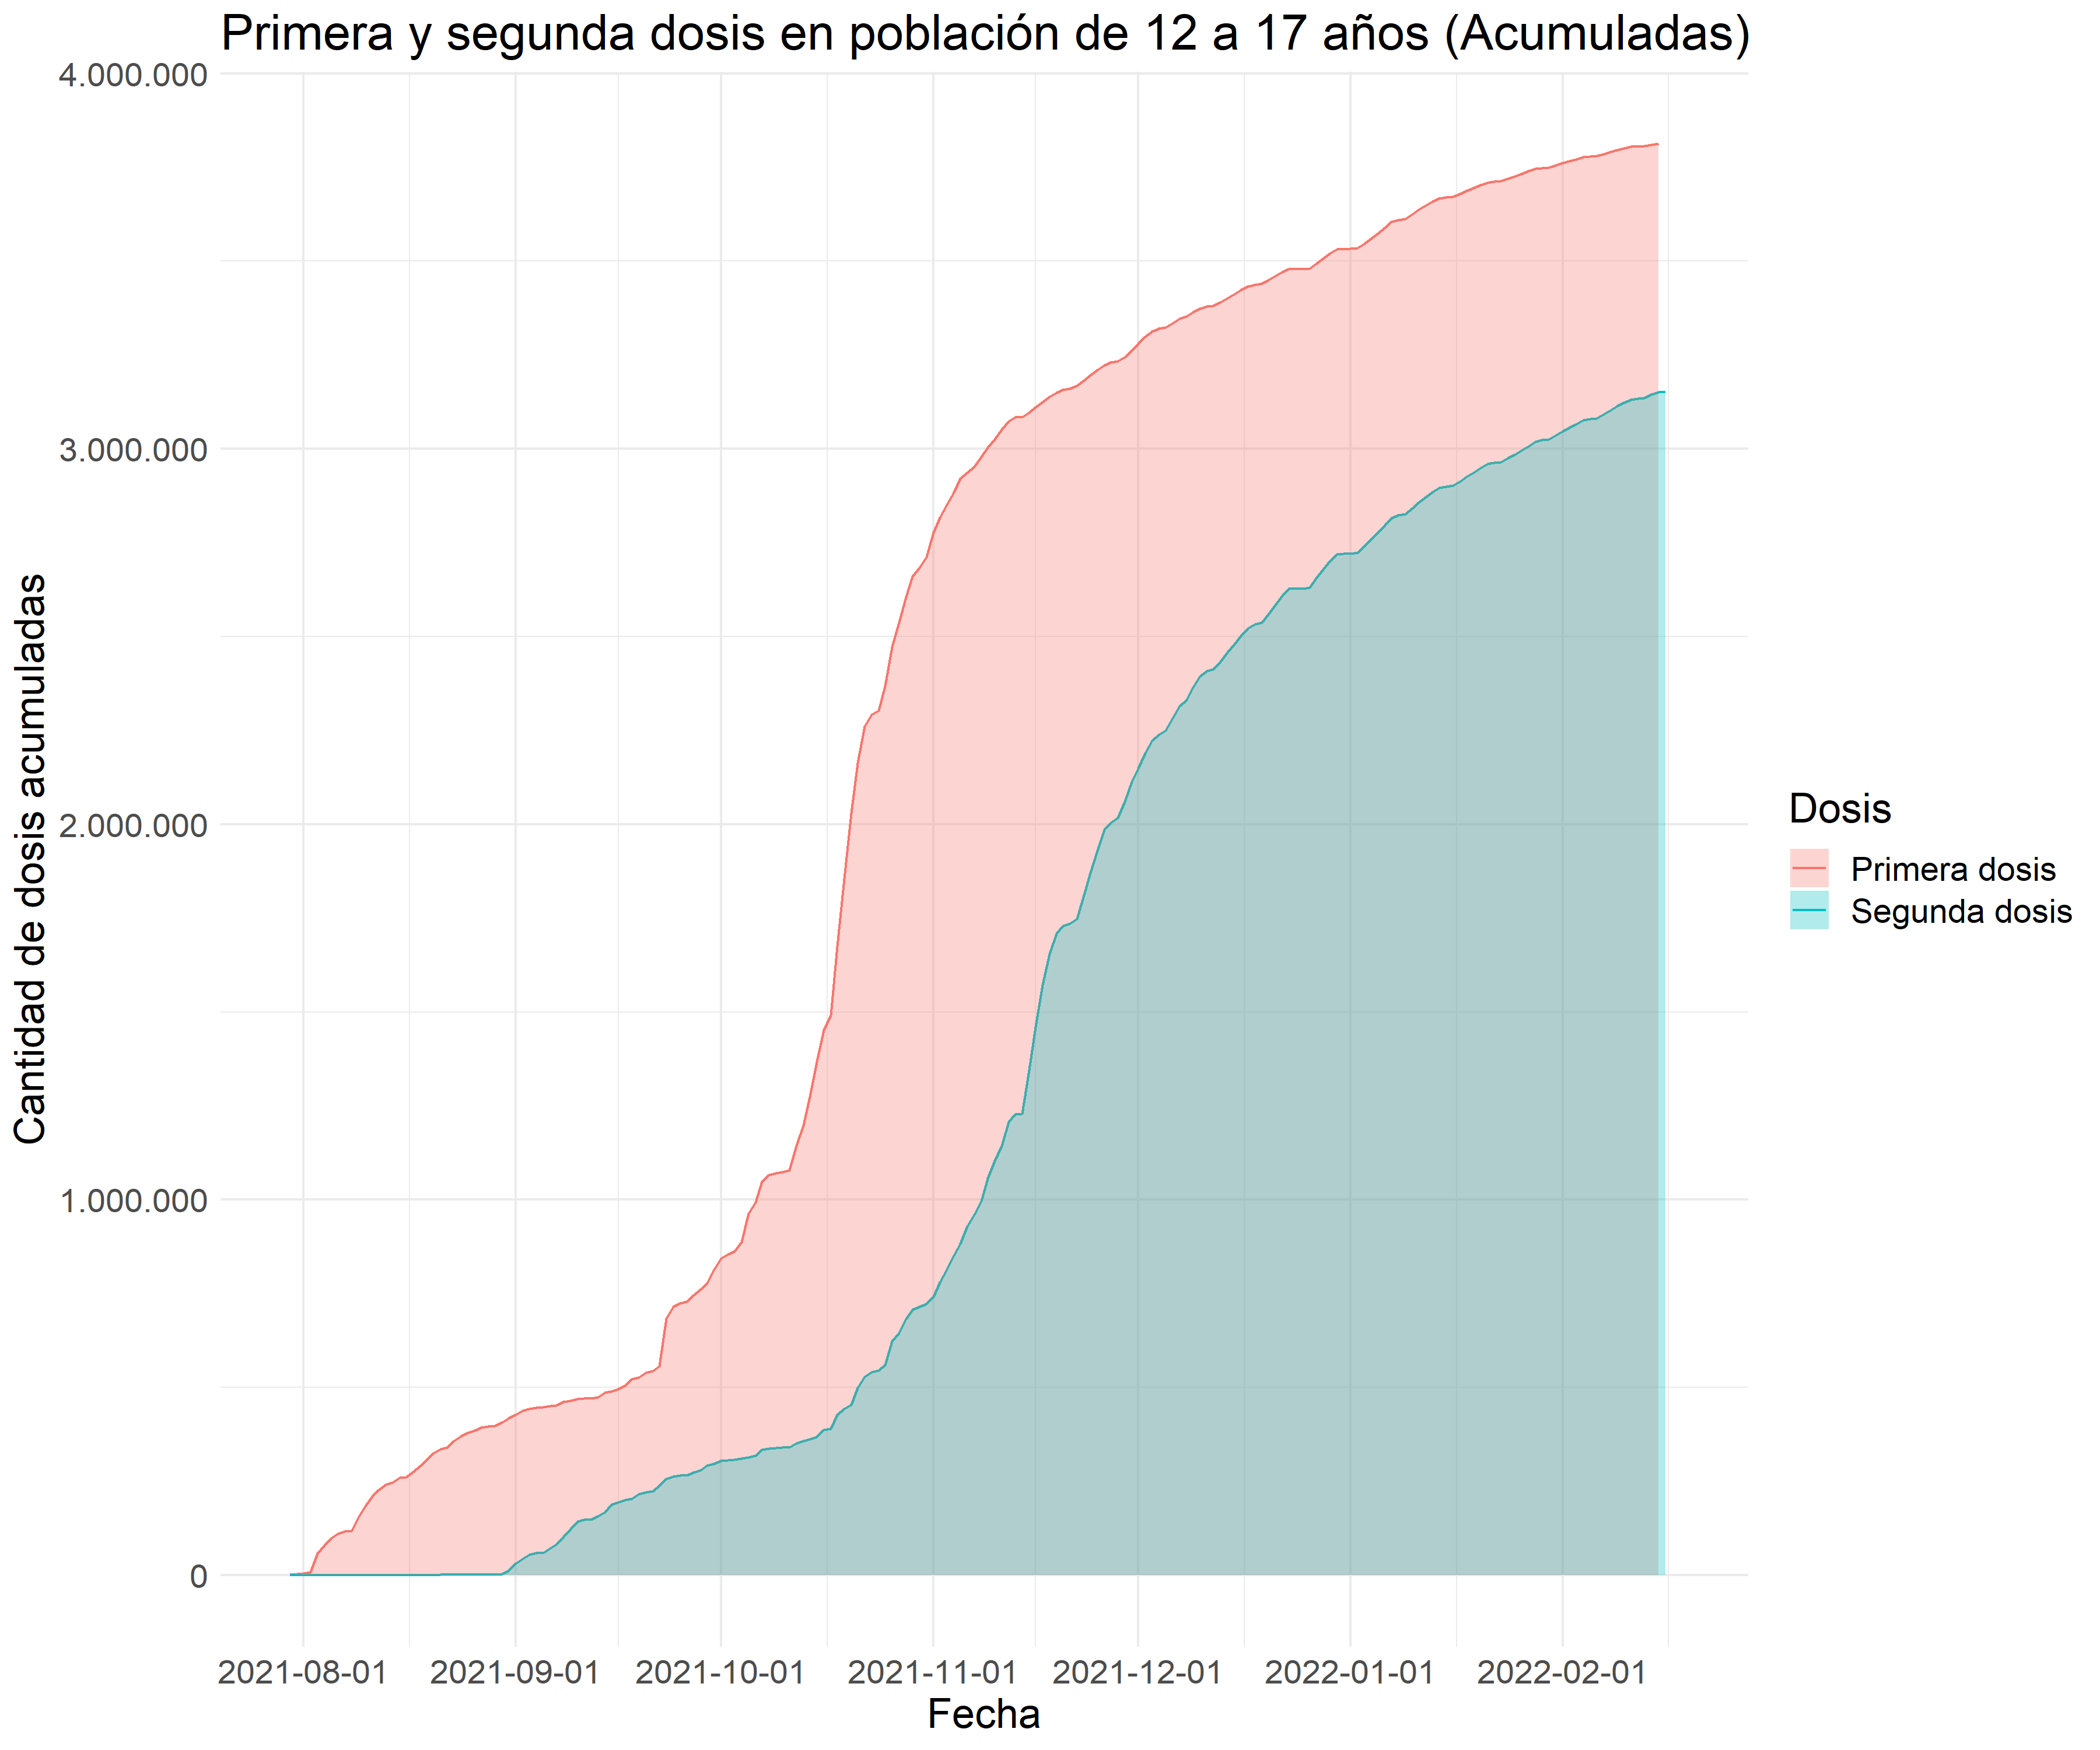 Primera y segunda dosis en población de 12 a 17 años (Acumuladas)
4.000.000
3.000.000
2.000.000
1.000.000
0
Cantidad de dosis acumuladas
2021-08-01 2021-09-01 2021-10-01 2021-11-01 2021-12-01 2022-01-01 2022-02-01
Fecha
Dosis
Primera dosis
Segunda dosis